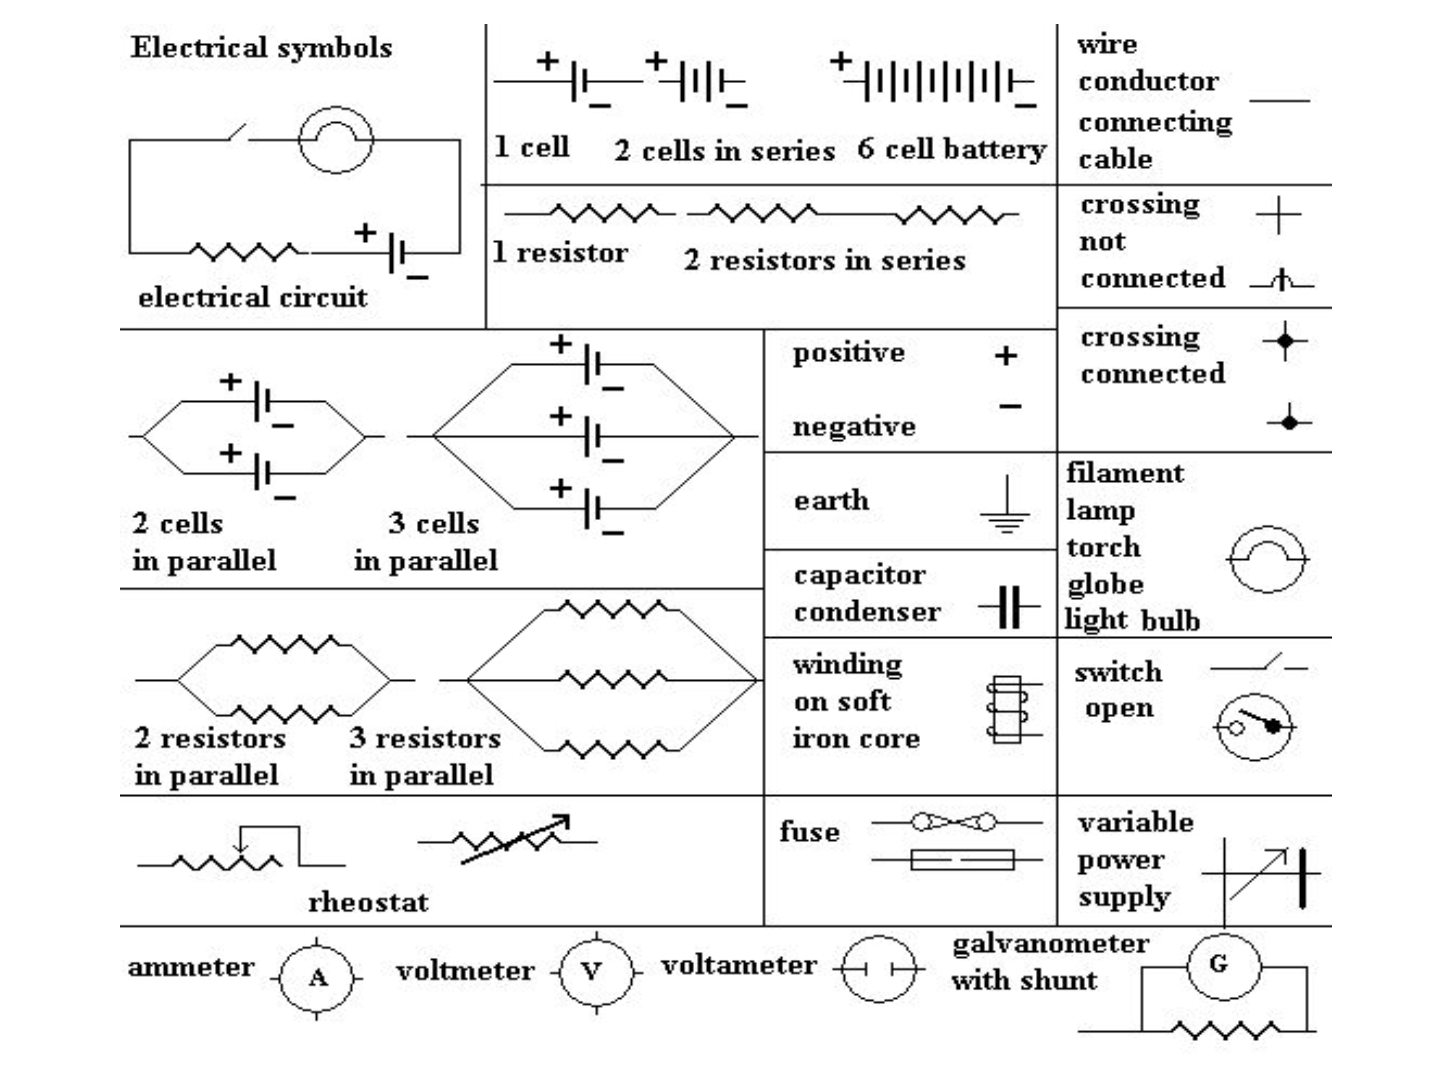 Electrical symbols
+ + +
− − −
1 cell 2 cells in series 6 cell battery
wire
conductor
connecting
cable
+
−
electrical circuit
1 resistor 2 resistors in series
crossing
not
connected
crossing
connected
+ +
− −
+ +
− −
+
−
2 cells
in parallel
3 cells
in parallel
positive +
negative −
earth
capacitor
condenser
filament
lamp
torch
globe
light bulb
2 resistors
in parallel
3 resistors
in parallel
winding
on soft
iron core
switch
open
rheostat
fuse
variable
power
supply
ammeter A
voltmeter V
voltameter
galvanometer
with shunt
G